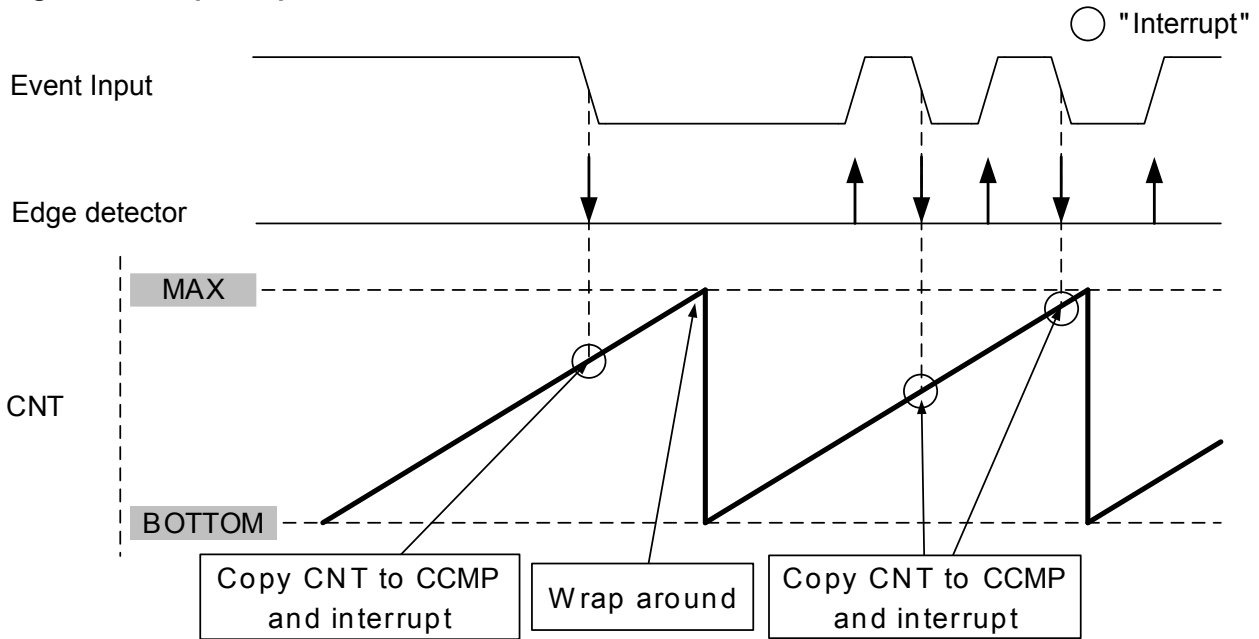 "Interrupt"
Event Input
Edge detector
MAX
CNT
BOTTOM
Copy CNT to CCMP
and interrupt
Wrap around
Copy CNT to CCMP
and interrupt